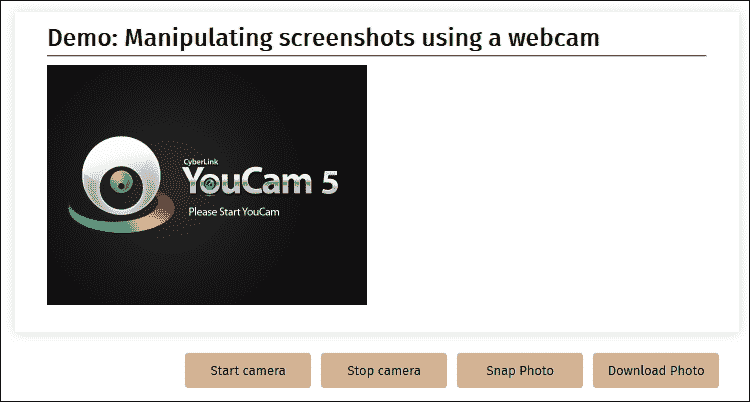 Demo: Manipulating screenshots using a webcam
CyberLink
YouCam 5
Please Start YouCam
Start camera
Stop camera
Snap Photo
Download Photo